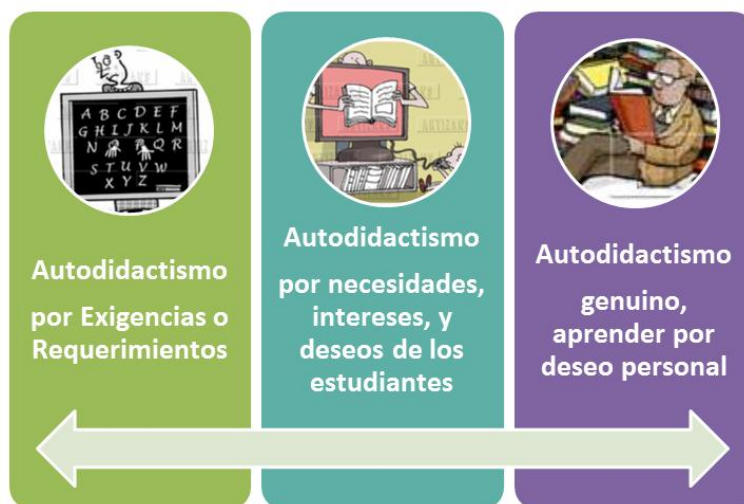 A B C D E F
G H I J K L M
N O P Q R
S T U V W
X Y Z
Autodidactismo
por Exigencias o
Requerimientos
Autodidactismo
por necesidades,
intereses, y
deseos de los
estudiantes
Autodidactismo
genuino,
aprender por
deseo personal